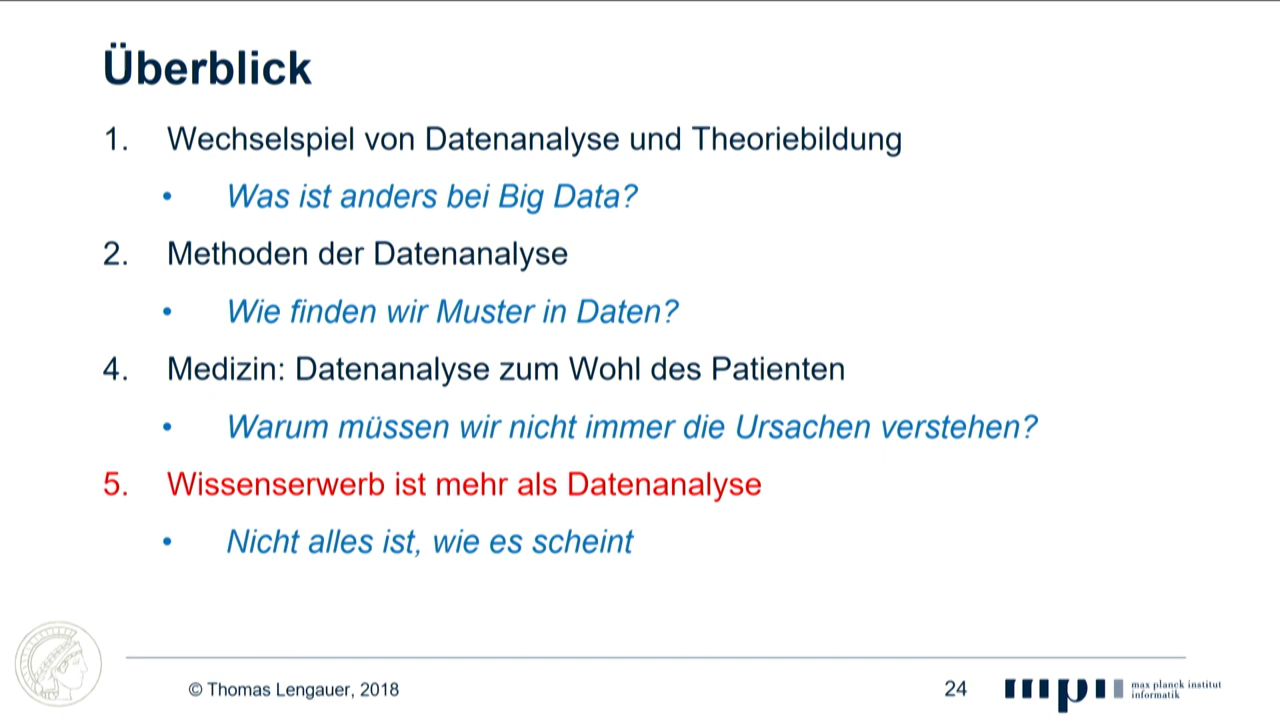 Überblick
1. Wechselspiel von Datenanalyse und Theoriebildung
• Was ist anders bei Big Data?
2. Methoden der Datenanalyse
• Wie finden wir Muster in Daten?
4. Medizin: Datenanalyse zum Wohl des Patienten
• Warum müssen wir nicht immer die Ursachen verstehen?
5. Wissenserwerb ist mehr als Datenanalyse
• Nicht alles ist, wie es scheint
© Thomas Lengauer, 2018
24
mpi
max planck institut
informatik